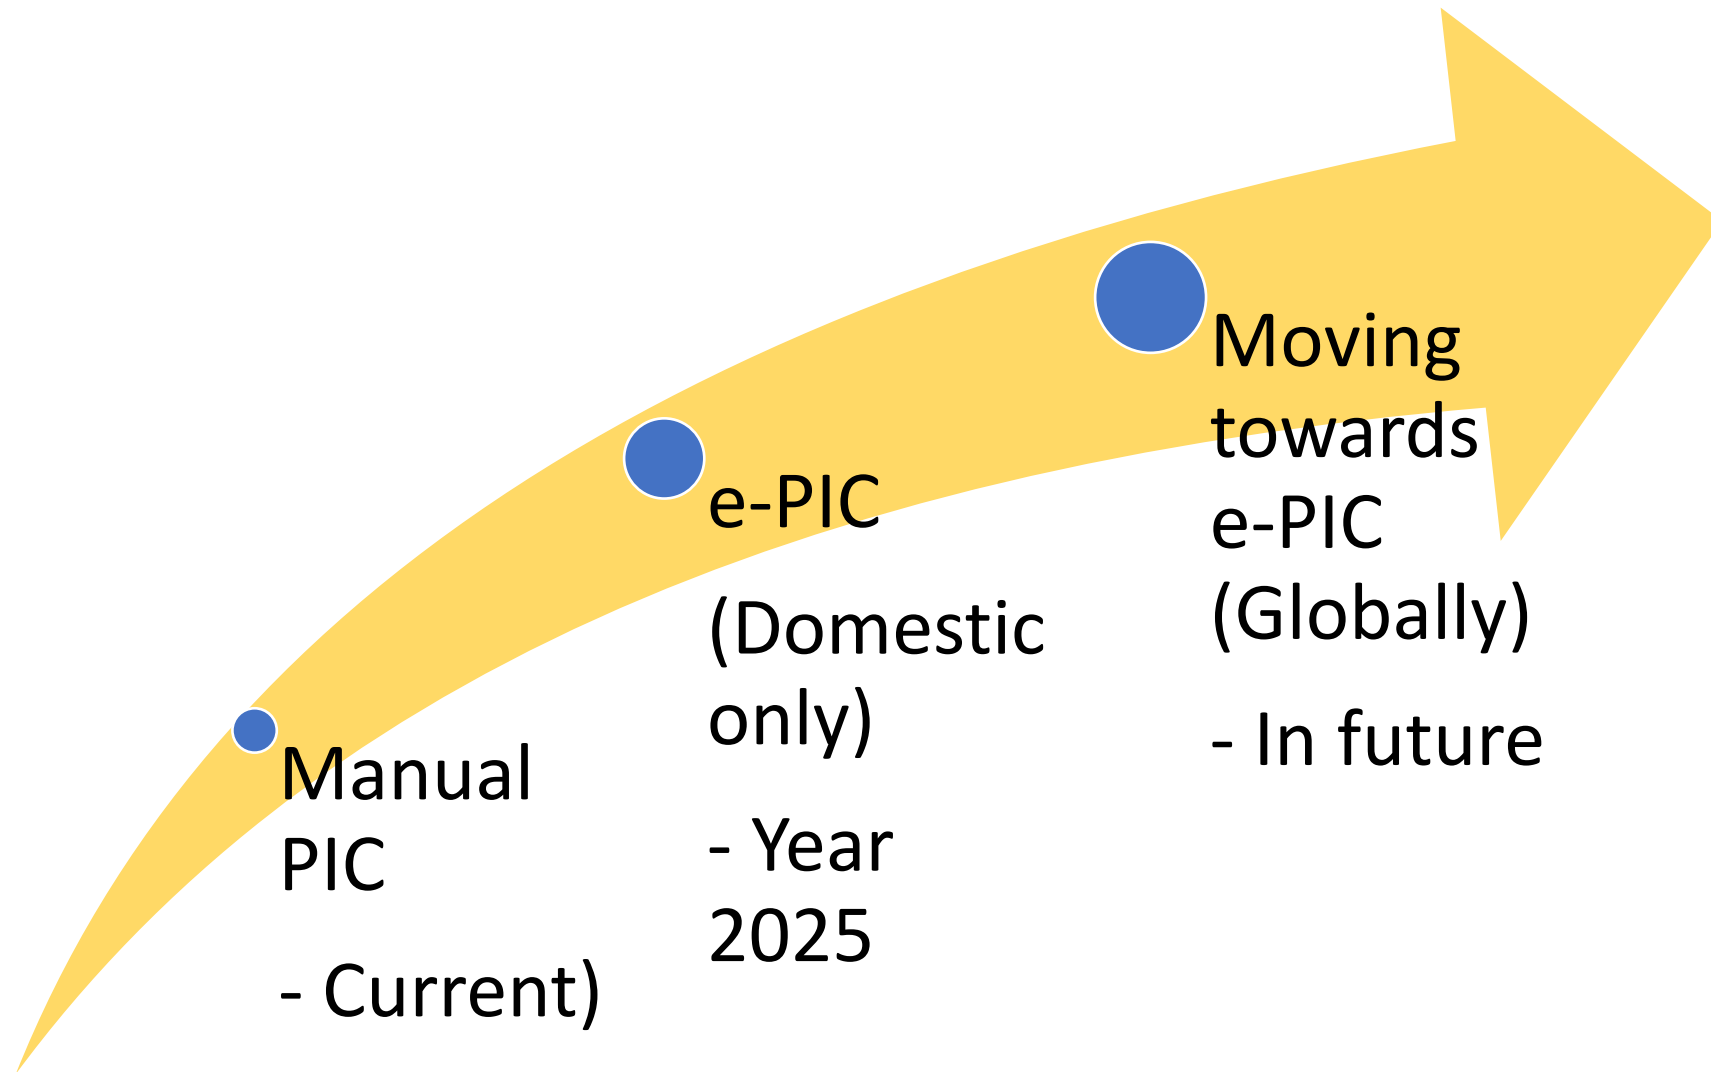 Manual
PIC
- Current)
e-PIC
(Domestic
only)
- Year
2025
Moving
towards
e-PIC
(Globally)
- In future